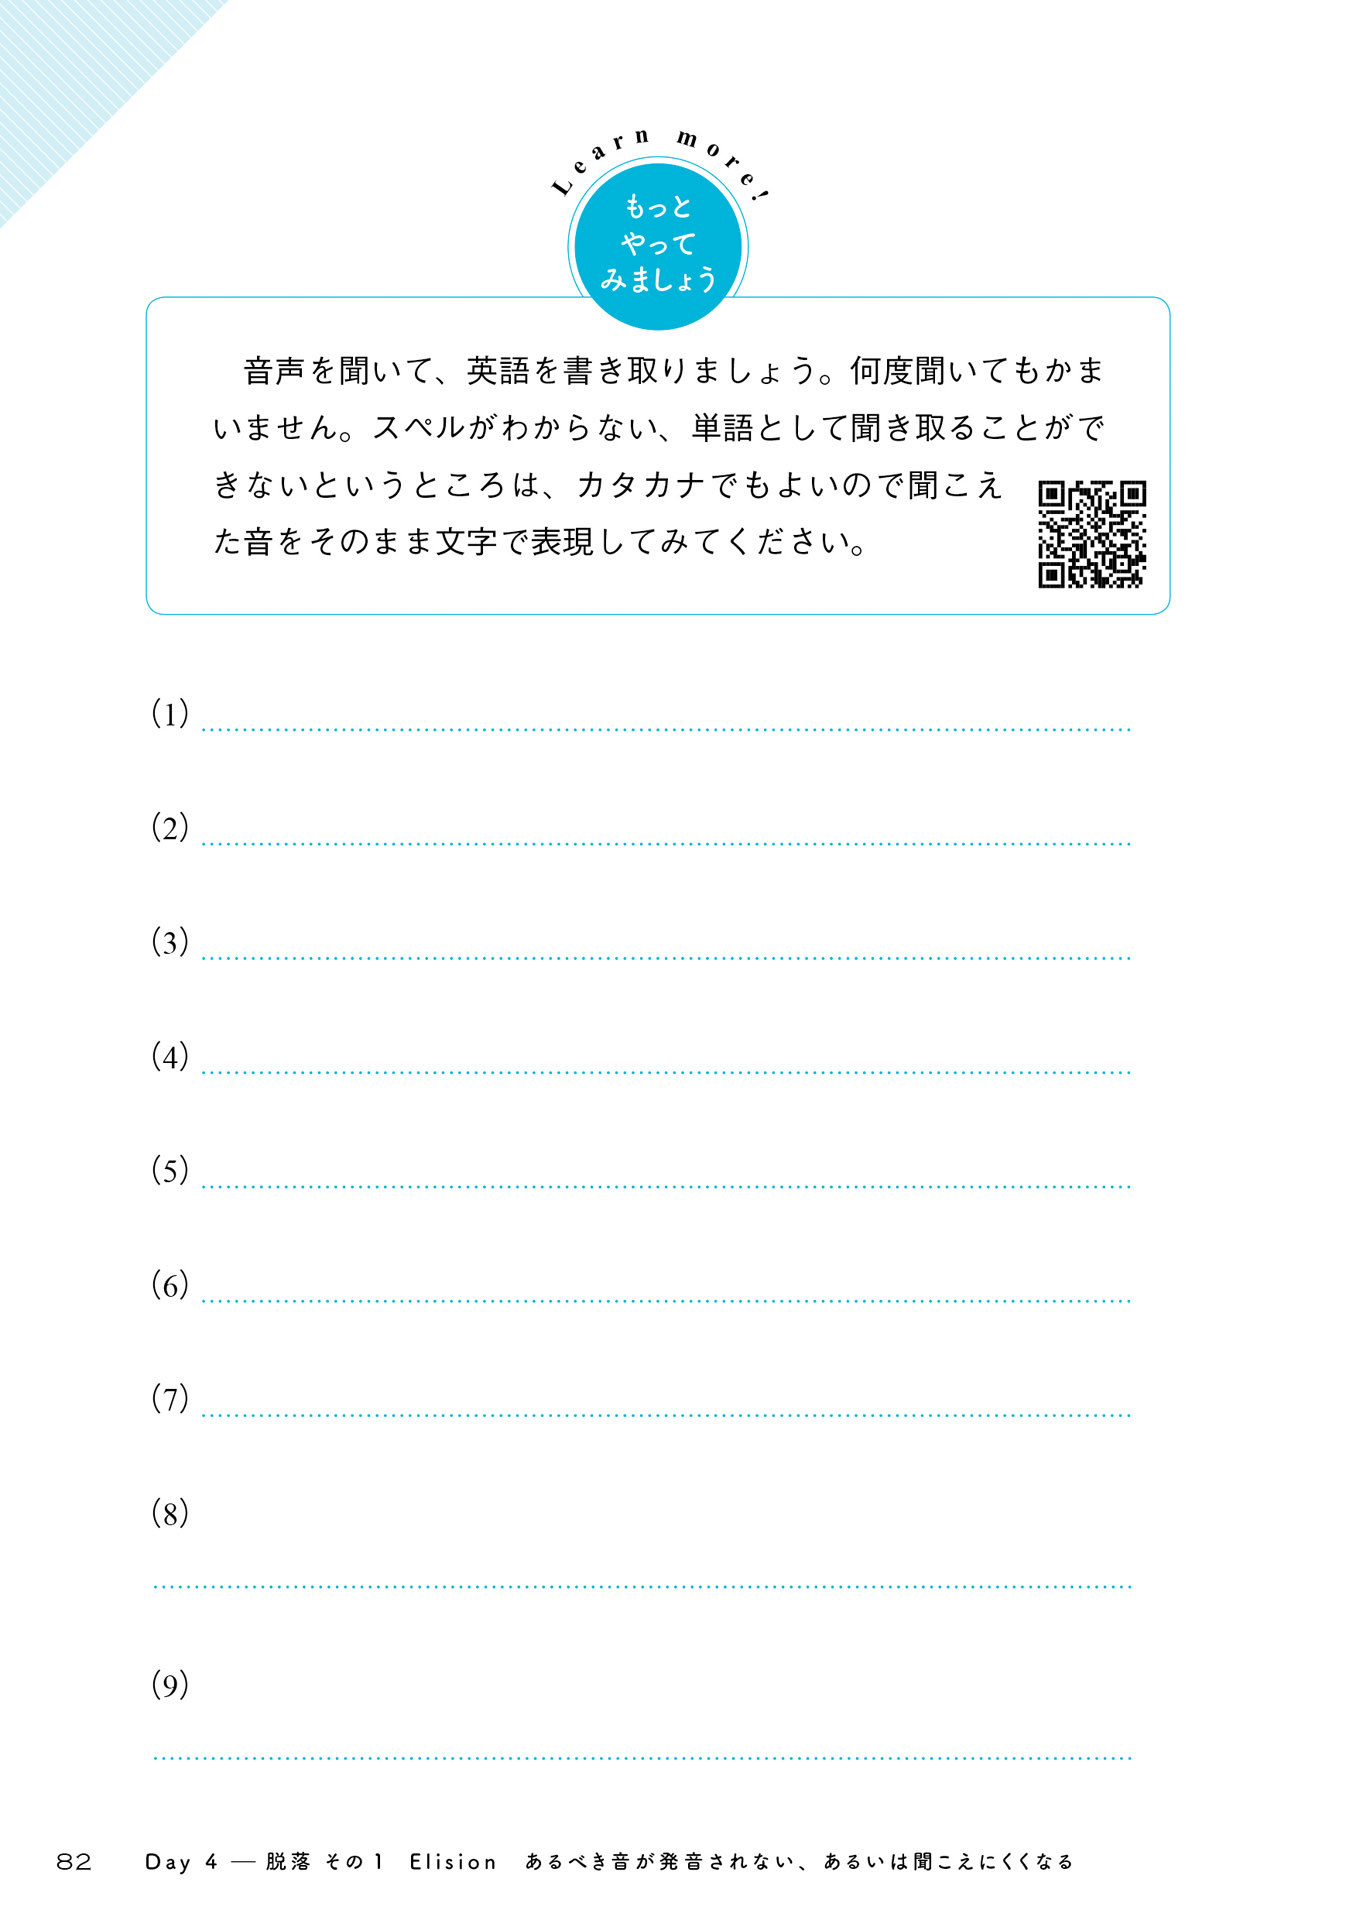 Learn more!
もっと
やって
みましょう
音声を聞いて、英語を書き取りましょう。何度聞いてもかま
いません。スペルがわからない、単語として聞き取ることがで
きないというところは、カタカナでもよいので聞こえ
た音をそのまま文字で表現してみてください。
(1)
(2)
(3)
(4)
(5)
(6)
(7)
(8)
(9)
82 Day 4 — 脱落 その1 Elision あるべき音が発音されない、あるいは聞こえにくくなる